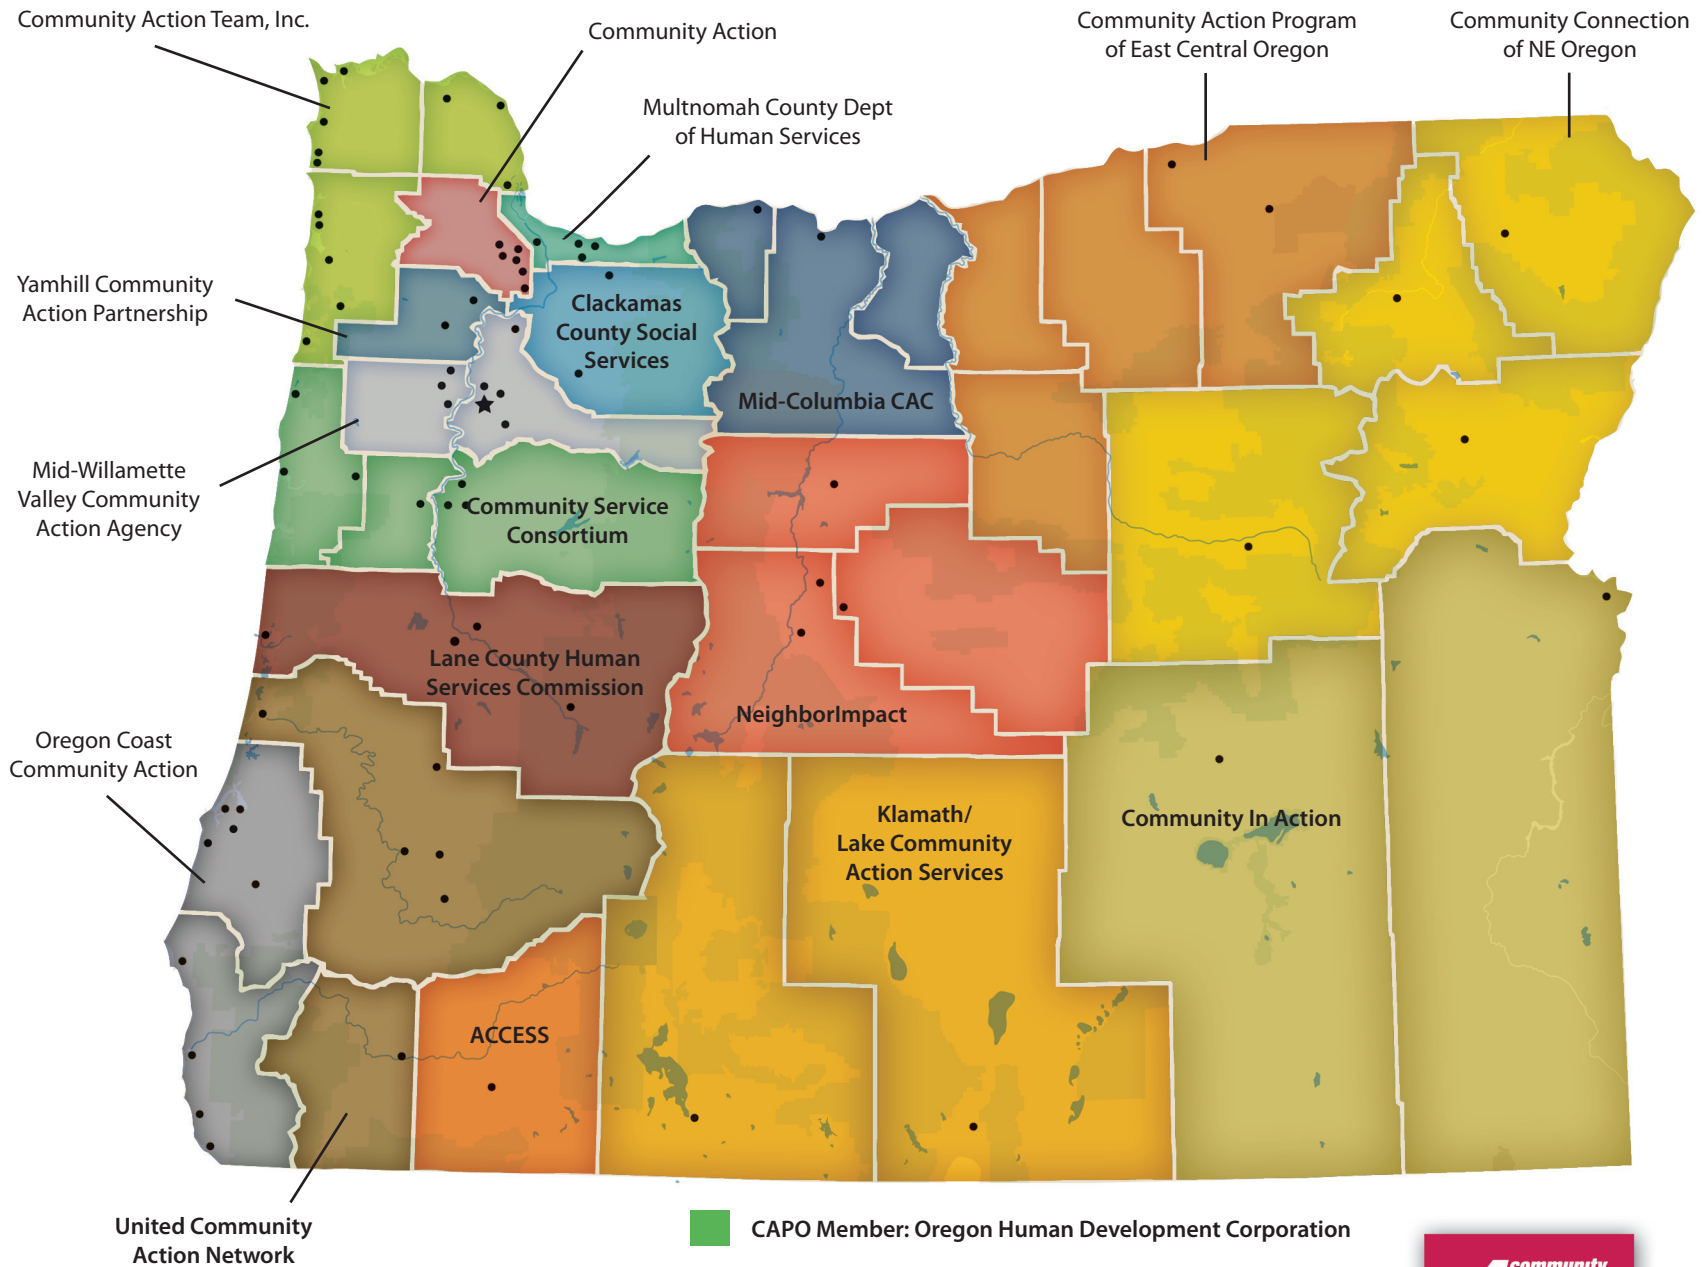 Community Action Team, Inc.
Community Action
Community Action Program
of East Central Oregon
Community Connection
of NE Oregon
Multnomah County Dept
of Human Services
Yamhill Community
Action Partnership
Clackamas
County Social
Services
Mid-Columbia CAC
Mid-Willamette
Valley Community
Action Agency
Community Service
Consortium
Lane County Human
Services Commission
NeighborImpact
Oregon Coast
Community Action
Klamath/
Lake Community
Action Services
Community In Action
ACCESS
United Community
Action Network
CAPO Member: Oregon Human Development Corporation
community